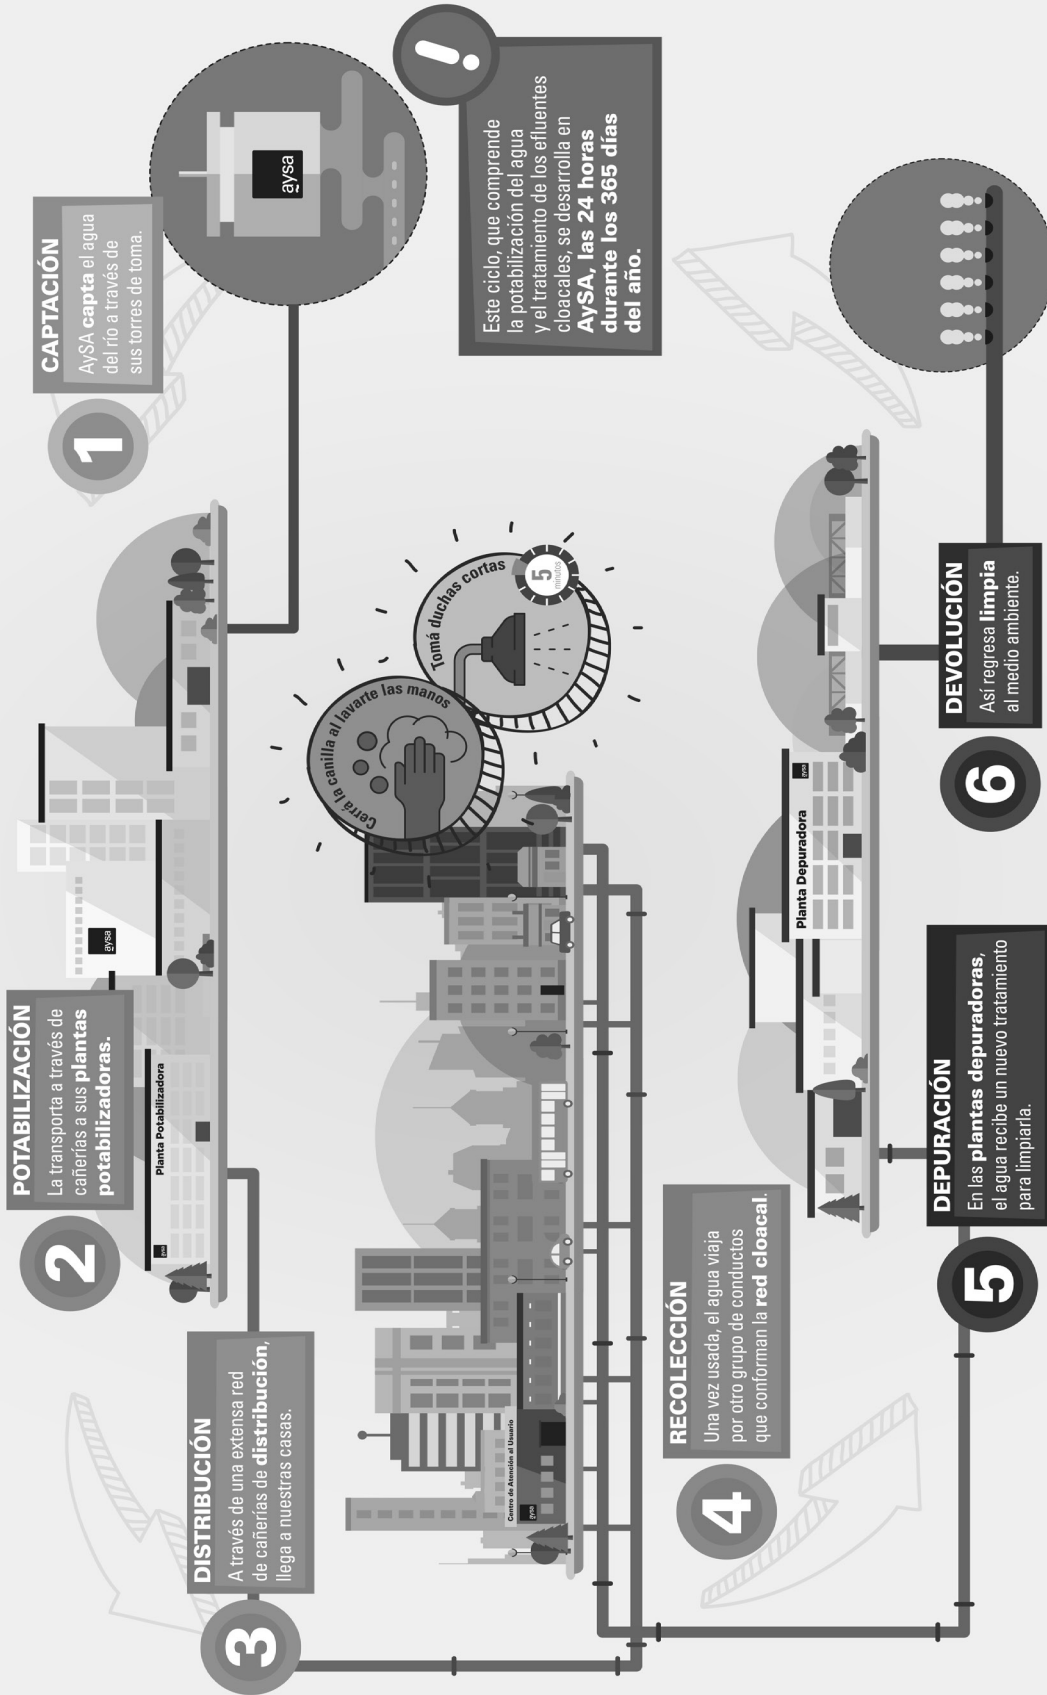 1
CAPTACIÓN
AySA capta el agua
del río a través de
sus torres de toma.
aysa
2
POTABILIZACIÓN
La transporta a través de
cañerías a sus plantas
potabilizadoras.
aysa
Planta Potabilizadora
aysa
3
DISTRIBUCIÓN
A través de una extensa red
de cañerías de distribución,
llega a nuestras casas.
Centro de Atención al Usuario
aysa
Cerrá la canilla al lavarte las manos
Tomá duchas cortas
5
minutos
4
RECOLECCIÓN
Una vez usada, el agua viaja
por otro grupo de conductos
que conforman la red cloacal.
5
DEPURACIÓN
En las plantas depuradoras,
el agua recibe un nuevo tratamiento
para limpiarla.
Planta Depuradora
aysa
6
DEVOLUCIÓN
Así regresa limpia
al medio ambiente.
!
Este ciclo, que comprende
la potabilización del agua
y el tratamiento de los efluentes
cloacales, se desarrolla en
AySA, las 24 horas
durante los 365 días
del año.